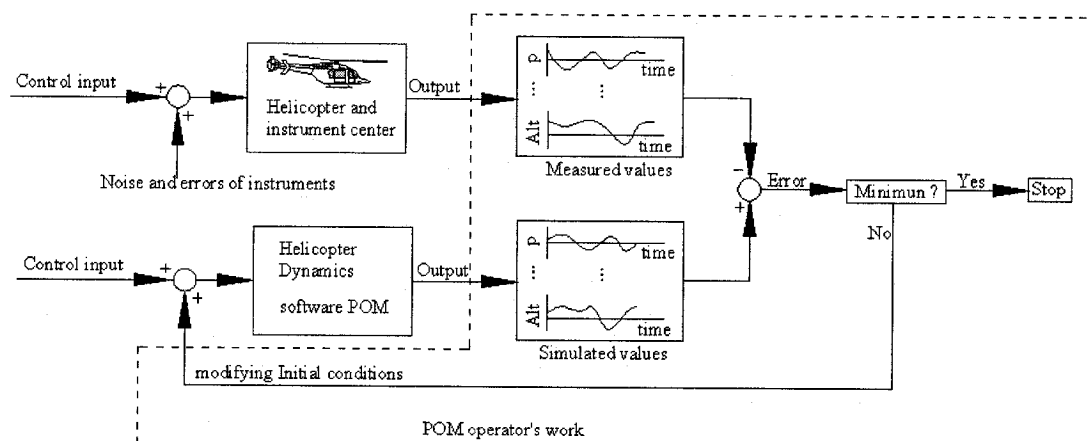 Control input
+
+
Noise and errors of instruments
Helicopter and
instrument center
Output
p
time
...
...
Alt
time
Measured values
Control input
+
+
Helicopter
Dynamics
software POM
Output
p
time
...
...
Alt
time
Simulated values
-
+
Error
Minimun ?
Yes
Stop
No
modifying Initial conditions
POM operator's work